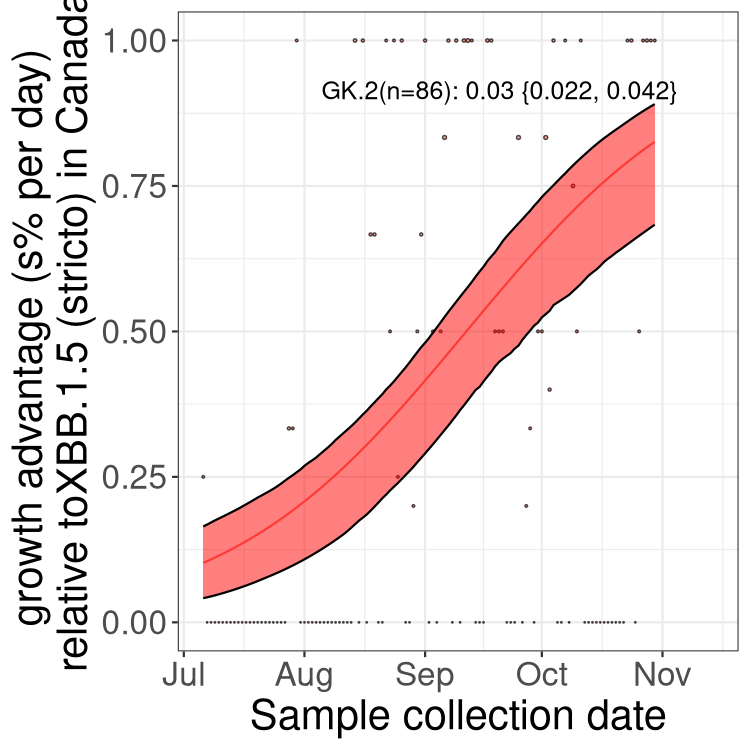 growth advantage (s% per day)
relative toXBB.1.5 (stricto) in Canada
1.00
0.75
0.50
0.25
0.00
GK.2(n=86): 0.03 {0.022, 0.042}
Jul Aug Sep Oct Nov
Sample collection date